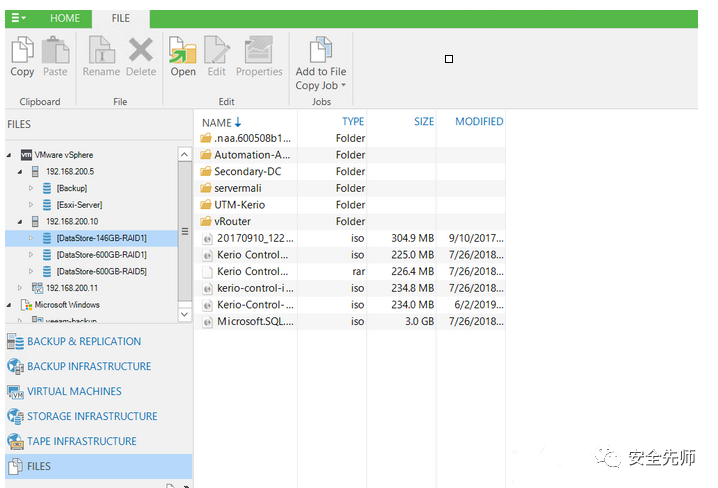 HOME FILE
Copy Paste Rename Delete Open Edit Properties Add to File
Copy Job
Clipboard File Edit Jobs
FILES
vm VMware vSphere
192.168.200.5
[Backup]
[Esxi-Server]
192.168.200.10
[DataStore-146GB-RAID1]
[DataStore-600GB-RAID1]
[DataStore-600GB-RAID5]
192.168.200.11
Microsoft Windows
veeam-backup
BACKUP & REPLICATION
BACKUP INFRASTRUCTURE
VIRTUAL MACHINES
STORAGE INFRASTRUCTURE
TAPE INFRASTRUCTURE
FILES
NAME TYPE SIZE MODIFIED
.naa.600508b1... Folder
Automation-A... Folder
Secondary-DC Folder
servermali Folder
UTM-Kerio Folder
vRouter Folder
20170910_122... iso 304.9 MB 9/10/2017...
Kerio Control... iso 225.0 MB 7/26/2018...
Kerio Control... rar 226.4 MB 7/26/2018...
kerio-control-i... iso 234.8 MB 7/26/2018...
Kerio-Control-... iso 234.0 MB 6/2/2019...
Microsoft.SQL.... iso 3.0 GB 7/26/2018...
安全先师